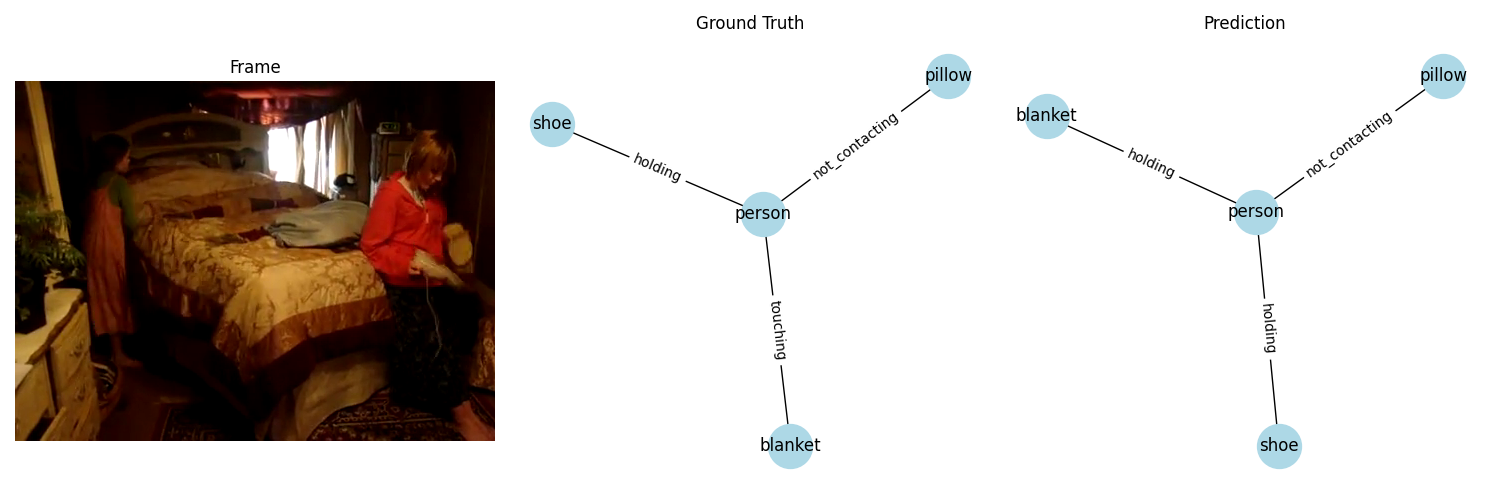 Frame
Ground Truth
pillow
shoe
holding
not_contacting
person
touching
blanket
Prediction
pillow
blanket
holding
not_contacting
person
holding
shoe